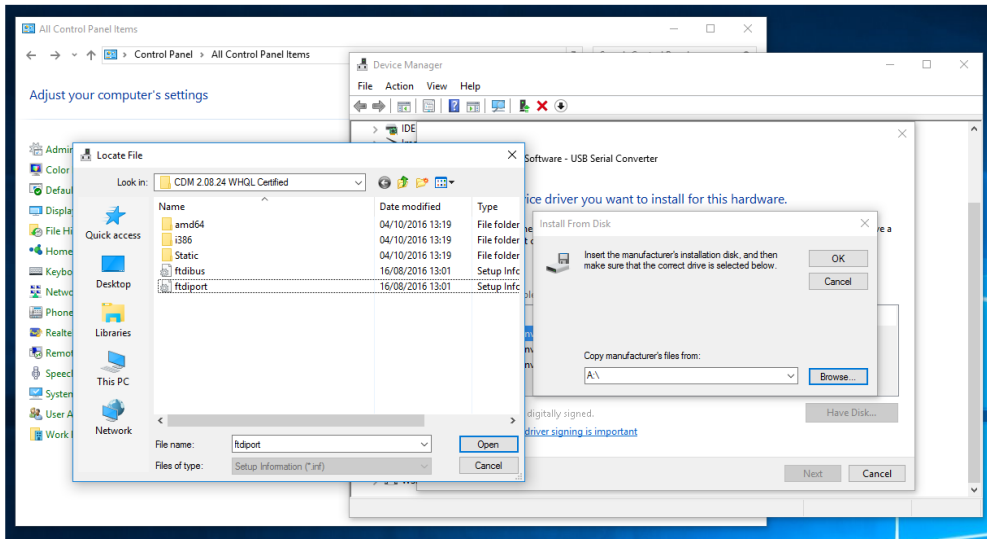 All Control Panel Items
Control Panel > All Control Panel Items
Adjust your computer's settings
Color
Network
Device Manager
File Action View Help
IDE
Software - USB Serial Converter
device driver you want to install for this hardware.
digitally signed.
driver signing is important
Have Disk...
Next
Cancel
Install From Disk
Insert the manufacturer's installation disk, and then
make sure that the correct drive is selected below.
OK
Cancel
Copy manufacturer's files from:
A:\
Browse...
Locate File
Look in:
CDM 2.08.24 WHQL Certified
Name Date modified Type
amd64 04/10/2016 13:19 File folder
i386 04/10/2016 13:19 File folder
Static 04/10/2016 13:19 File folder
ftdibus 16/08/2016 13:01 Setup Infc
ftdiport 16/08/2016 13:01 Setup Infc
Quick access
Desktop
Libraries
This PC
Network
File name:
ftdiport
Open
Files of type:
Setup Information (*.inf)
Cancel